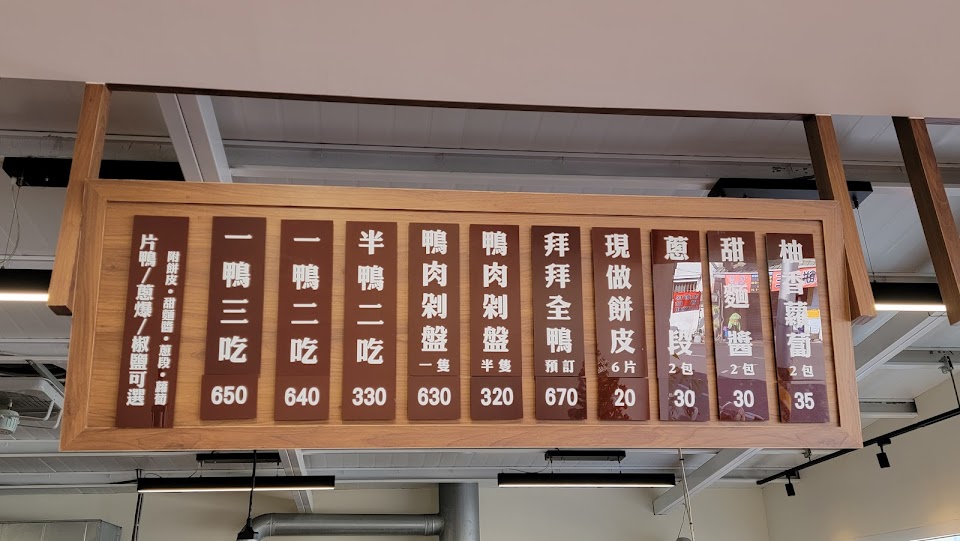 附餅皮·甜麵醬·蔥段·蘿蔔
片鴨/蔥爆/椒鹽可選
一鴨三吃
650
一鴨二吃
640
半鴨二吃
330
鴨肉剁盤一隻
630
鴨肉剁盤半隻
320
拜拜全鴨預訂
670
現做餅皮6片
20
蔥段2包
30
甜麵醬2包
30
柚香蘿蔔2包
35